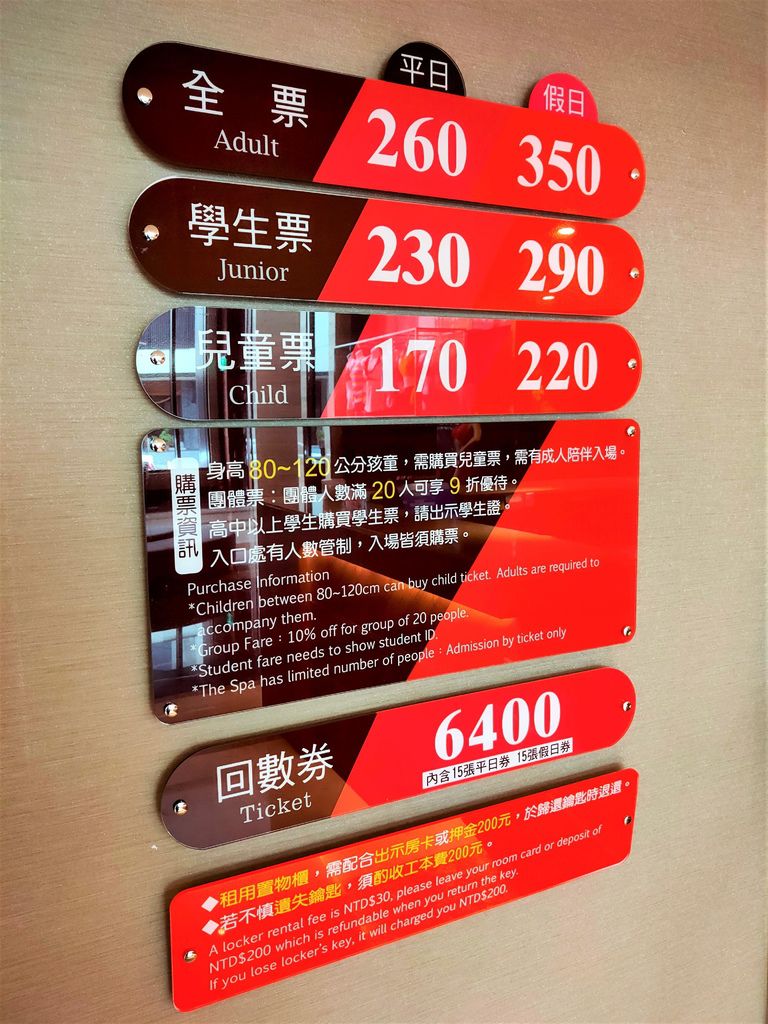 平日 假日
全 票 260 350
Adult
學生票 230 290
Junior
兒童票 170 220
Child
購票資訊
身高 80~120 公分孩童，需購買兒童票，需有成人陪伴入場。
團體票：團體人數滿 20 人可享 9 折優待。
高中以上學生購買學生票，請出示學生證。
入口處有人數管制，入場皆須購票。
Purchase Information
*Children between 80~120cm can buy child ticket. Adults are required to
accompany them.
*Group Fare : 10% off for group of 20 people.
*Student fare needs to show student ID.
*The Spa has limited number of people : Admission by ticket only
回數券 6400
Ticket 內含15張平日券 15張假日券
◆租用置物櫃，需配合出示房卡或押金200元，於歸還鑰匙時退還。
◆若不慎遺失鑰匙，須酌收工本費200元。
A locker rental fee is NTD$30, please leave your room card or deposit of
NTD$200 which is refundable when you return the key.
If you lose locker's key, it will charged you NTD$200.